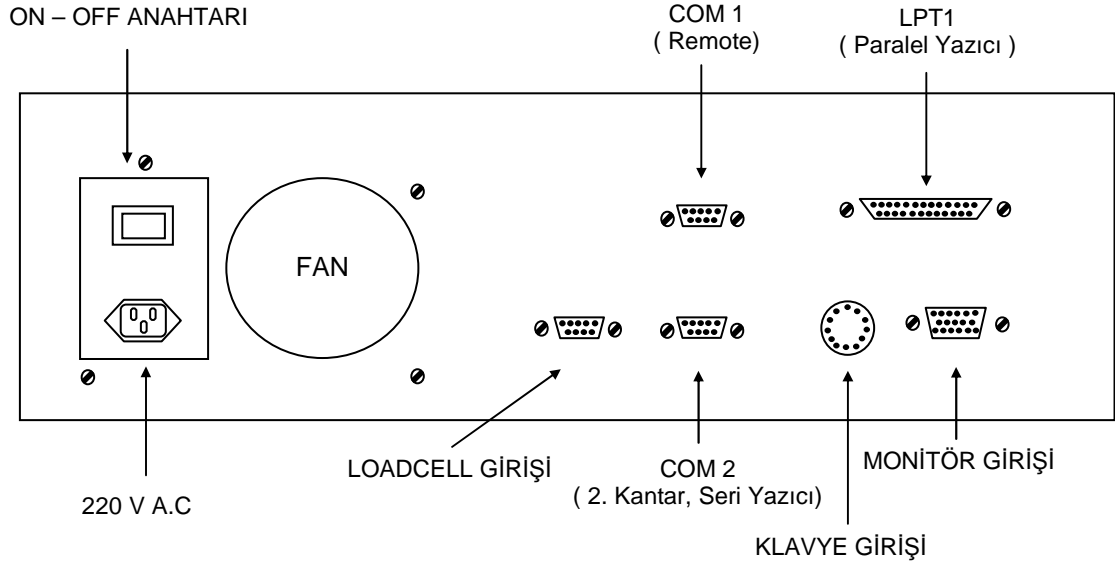 ON – OFF ANAHTARI
COM 1
( Remote)
LPT1
( Paralel Yazıcı )
FAN
LOADCELL GİRİŞİ
COM 2
( 2. Kantar, Seri Yazıcı)
MONİTÖR GİRİŞİ
220 V A.C
KLAVYE GİRİŞİ